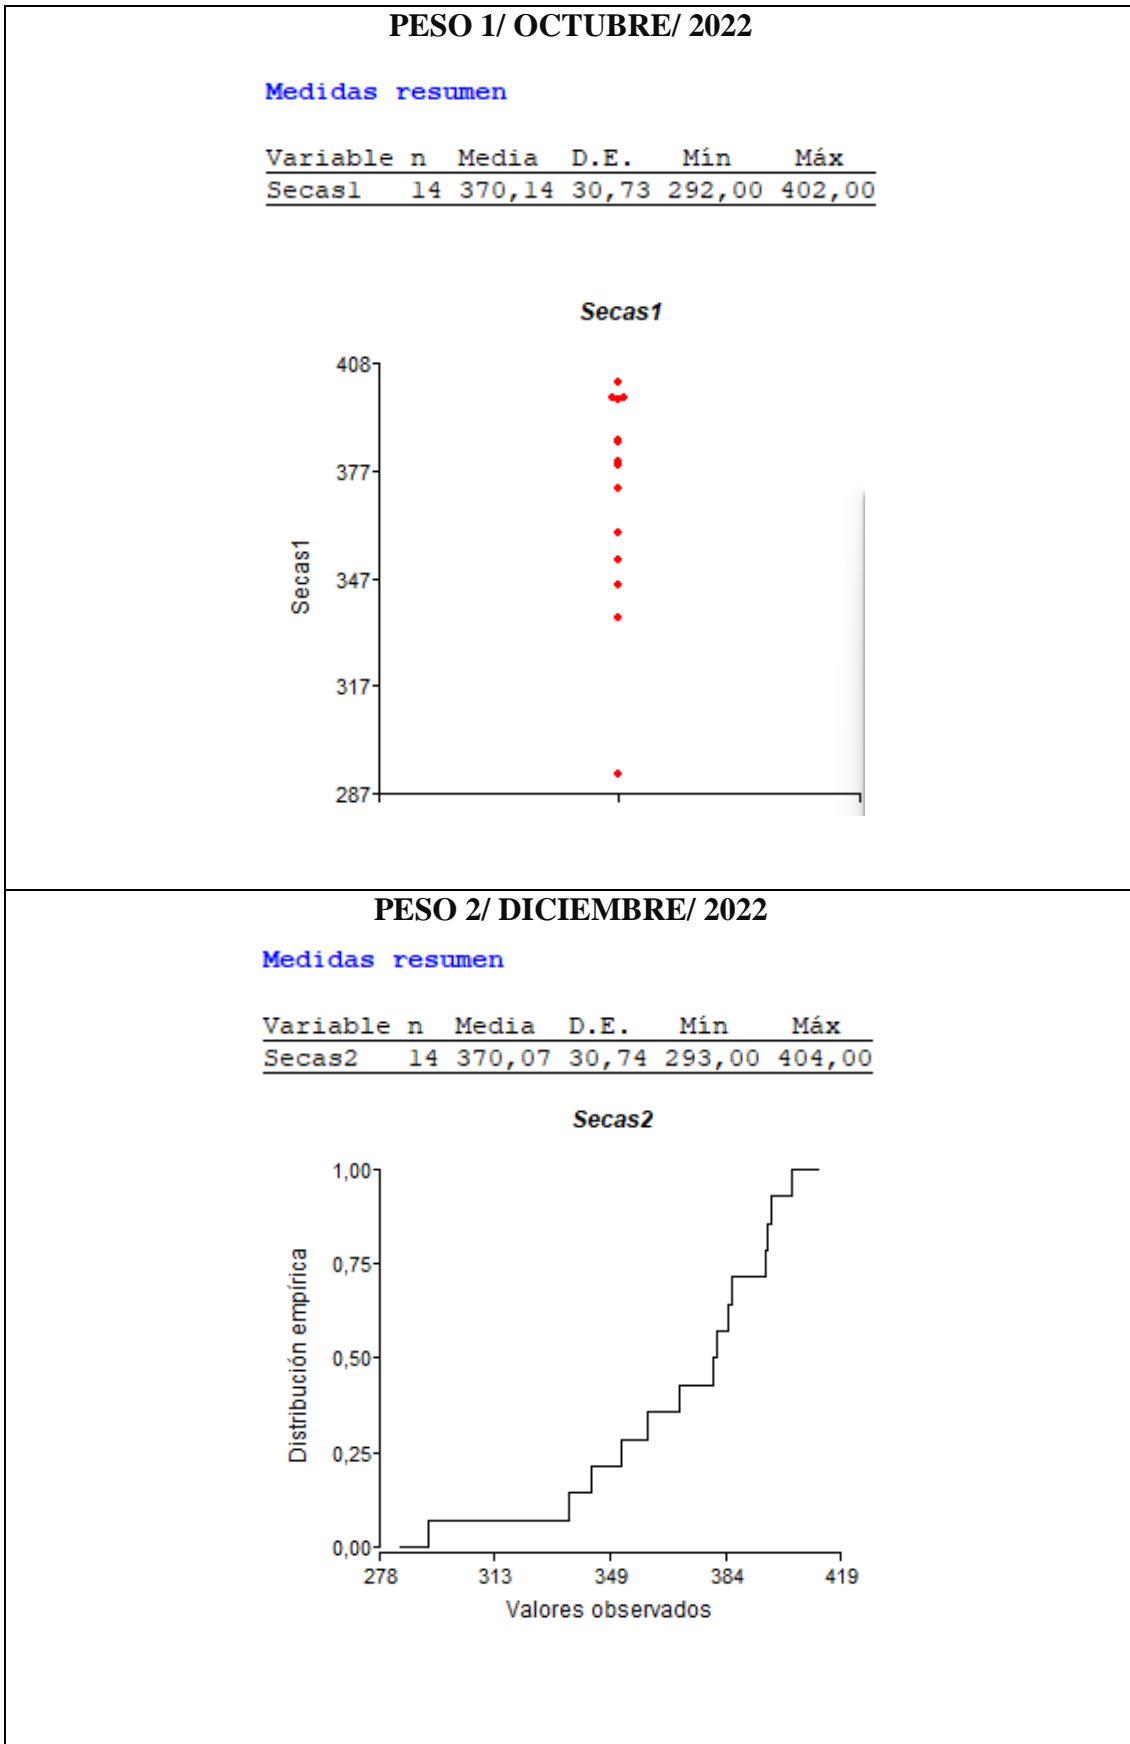 PESO 1/ OCTUBRE/ 2022
Medidas resumen
Variable n Media D.E. Mín Máx
Secas1 14 370,14 30,73 292,00 402,00
Secas1
408
377
347
317
287
Secas1
PESO 2/ DICIEMBRE/ 2022
Medidas resumen
Variable n Media D.E. Mín Máx
Secas2 14 370,07 30,74 293,00 404,00
Secas2
1,00
0,75
0,50
0,25
0,00
Distribución empírica
278 313 349 384 419
Valores observados